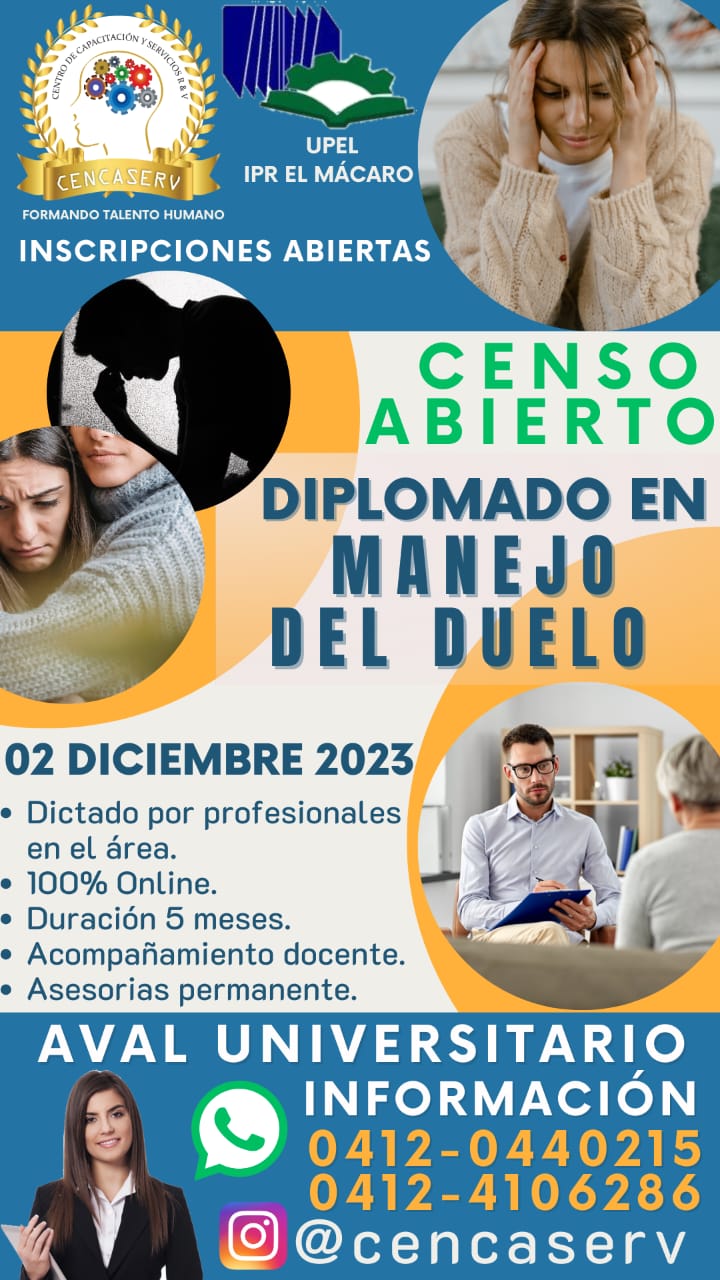 CENTRO DE CAPACITACIÓN Y SERVICIOS R & V
CENCASERV
FORMANDO TALENTO HUMANO
UPEL
IPR EL MÁCARO
INSCRIPCIONES ABIERTAS
CENSO
ABIERTO
DIPLOMADO EN
MANEJO
DEL DUELO
02 DICIEMBRE 2023
• Dictado por profesionales
en el área.
• 100% Online.
• Duración 5 meses.
• Acompañamiento docente.
• Asesorias permanente.
AVAL UNIVERSITARIO
INFORMACIÓN
0412-0440215
0412-4106286
@cencaserv